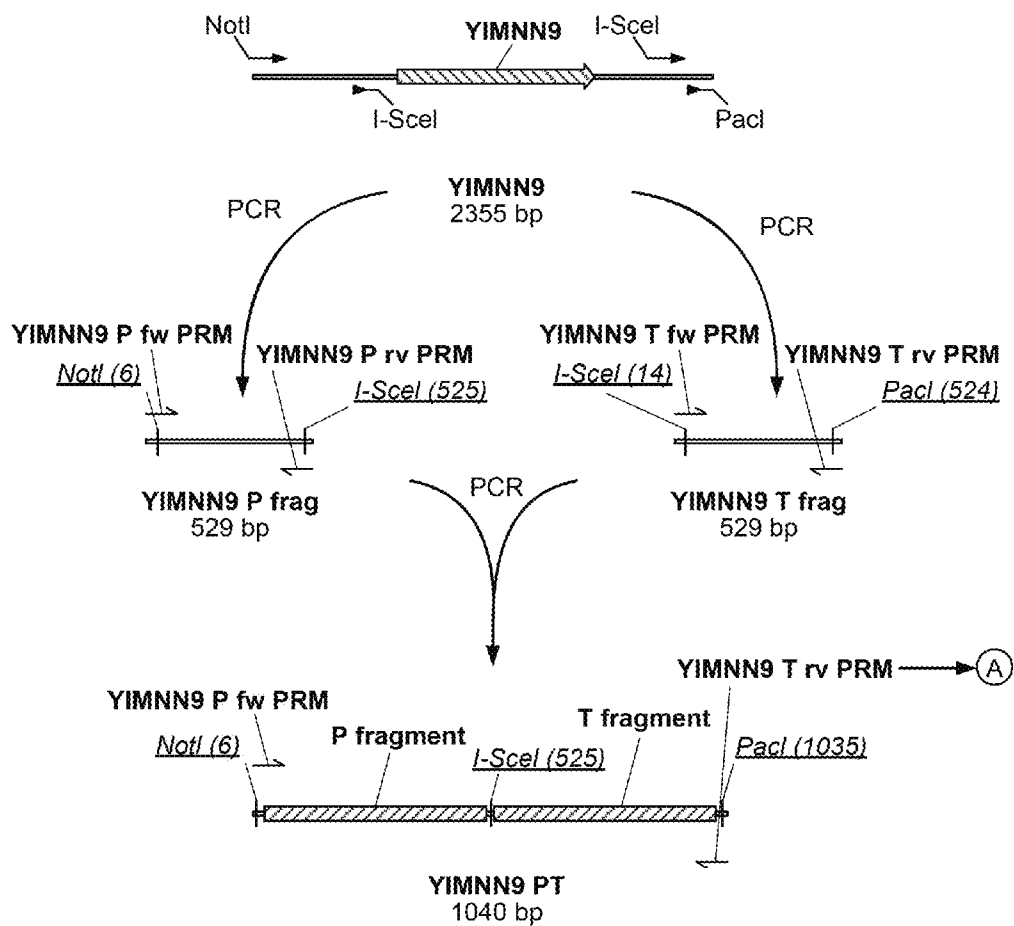 NotI
YIMNN9
I-SceI
I-SceI
PacI
YIMNN9
2355 bp
PCR
PCR
YIMNN9 P fw PRM
NotI (6)
YIMNN9 P rv PRM
I-SceI (525)
YIMNN9 T fw PRM
I-SceI (14)
YIMNN9 T rv PRM
PacI (524)
YIMNN9 P frag
529 bp
PCR
YIMNN9 T frag
529 bp
YIMNN9 T rv PRM
A
YIMNN9 P fw PRM
NotI (6)
P fragment
T fragment
I-SceI (525)
PacI (1035)
YIMNN9 PT
1040 bp